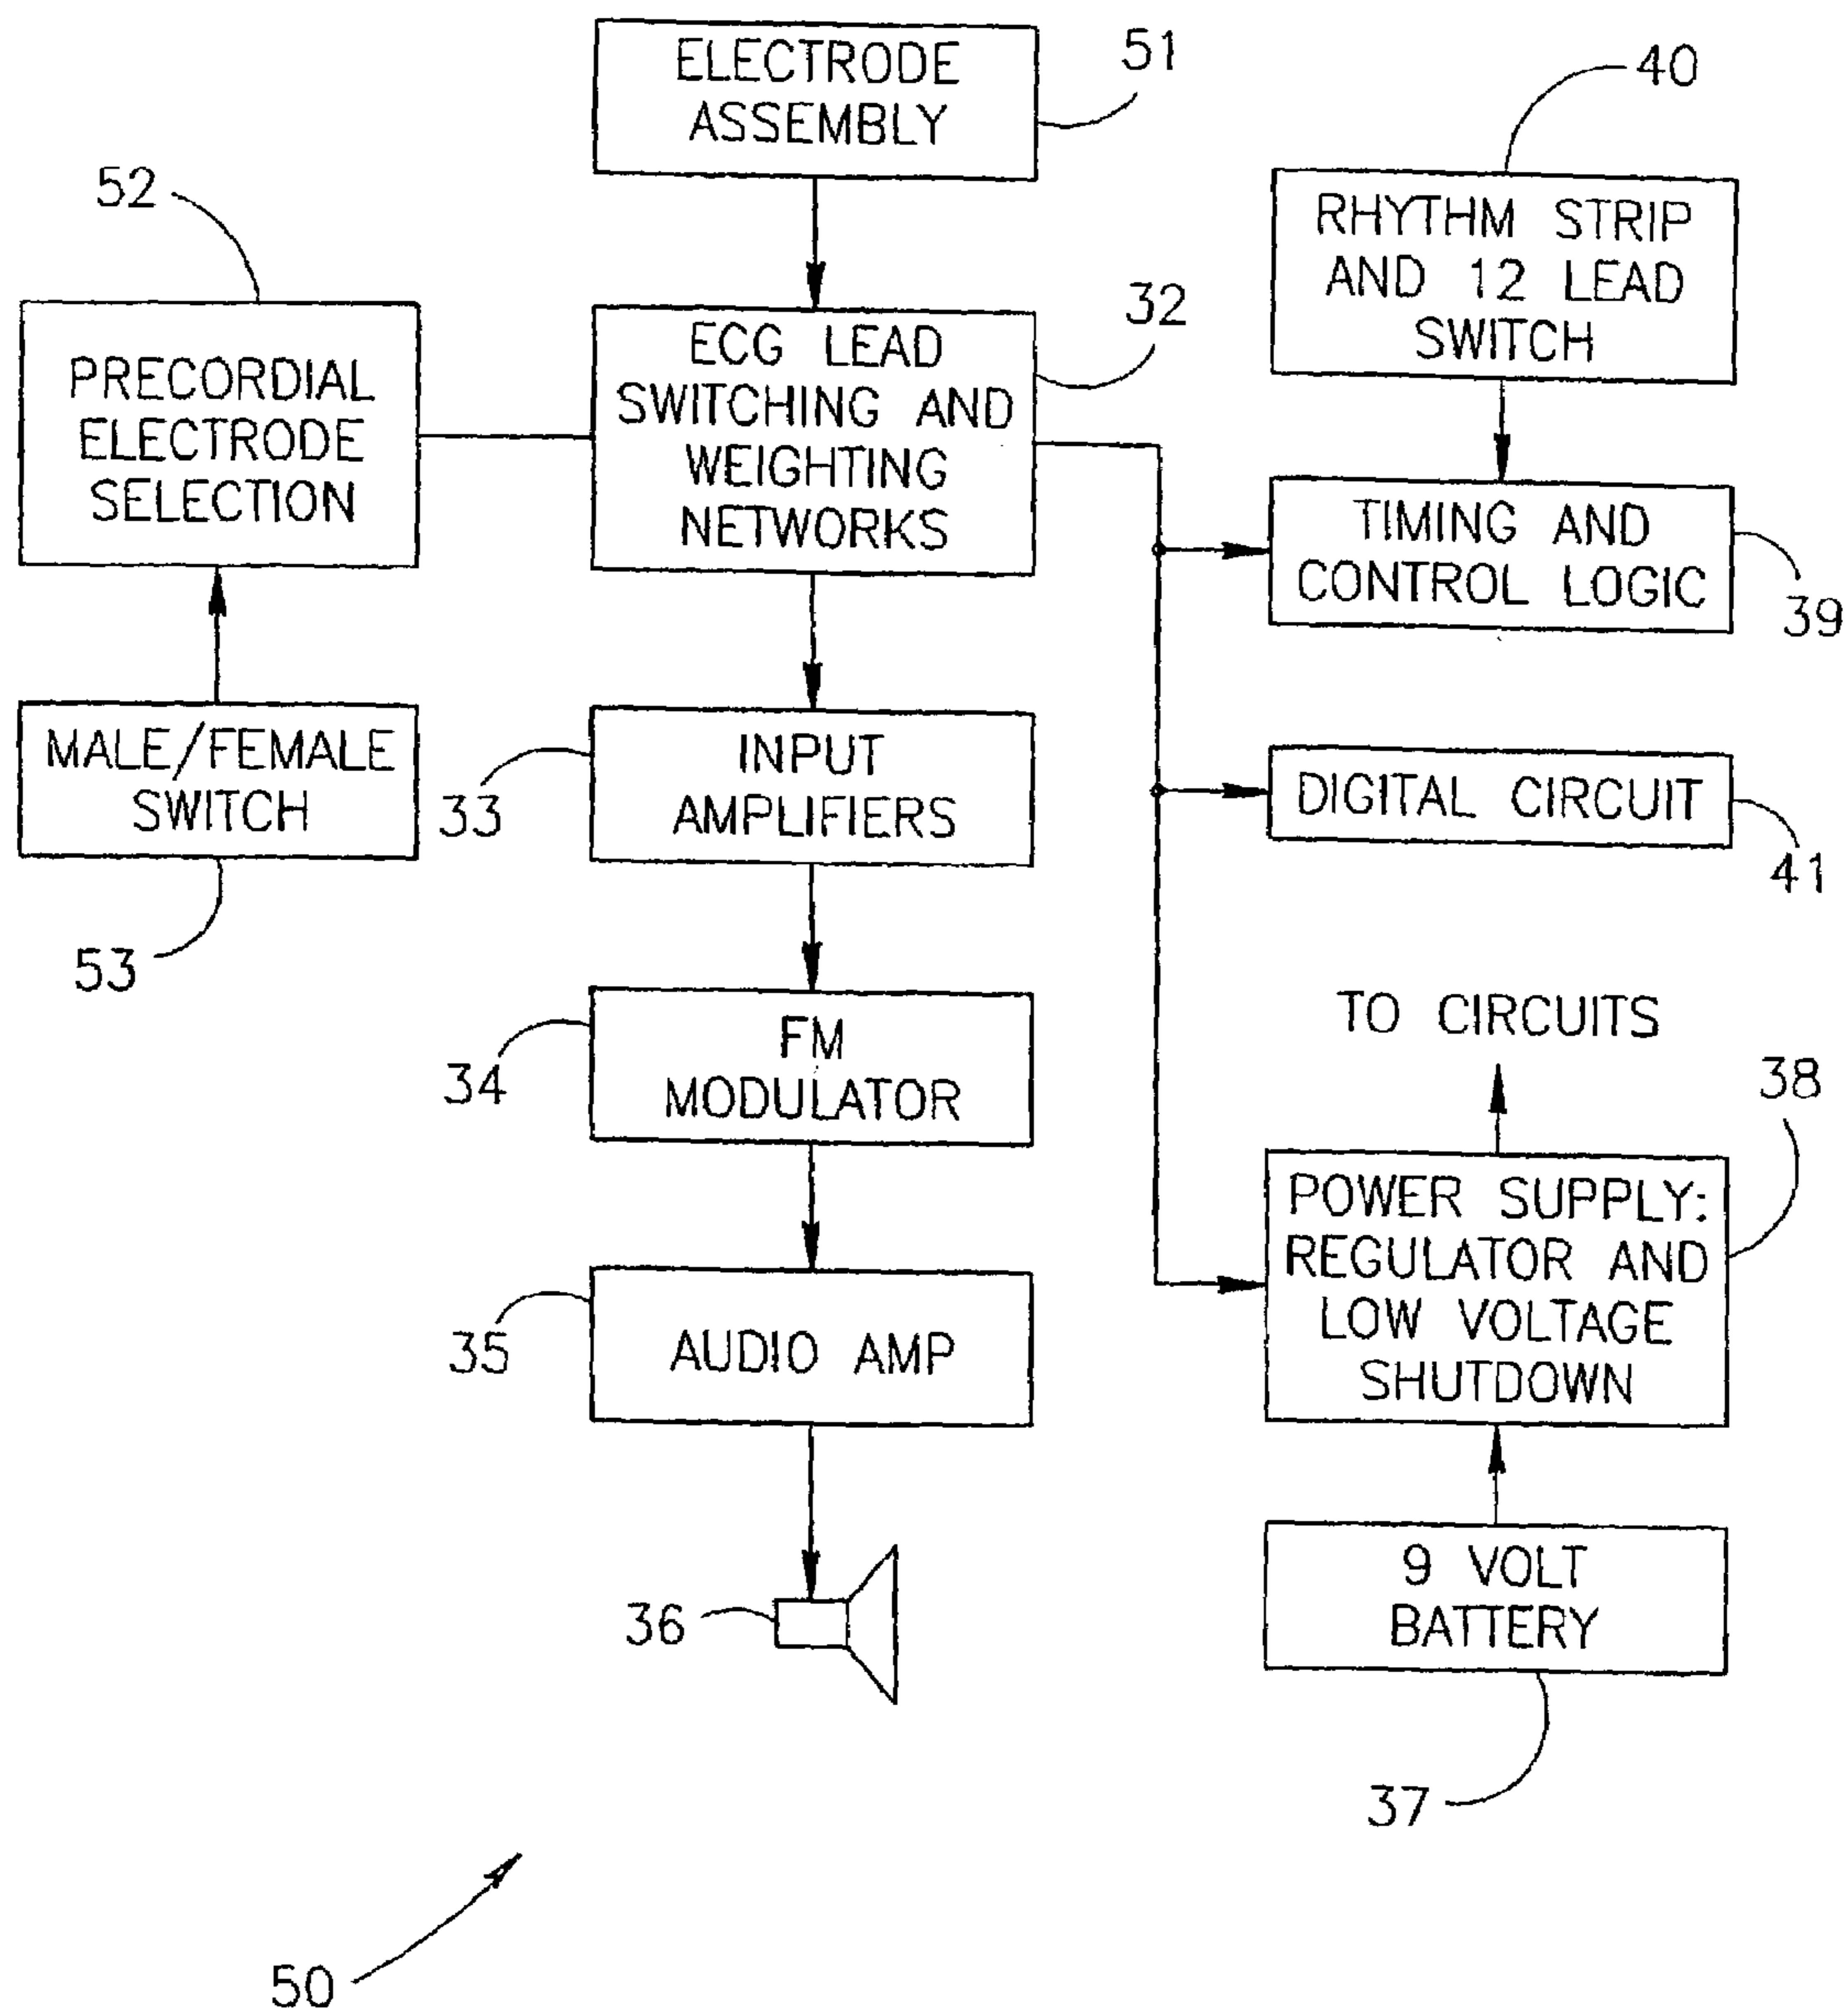 ELECTRODE
ASSEMBLY
51
40
RHYTHM STRIP
AND 12 LEAD
SWITCH
52
PRECORDIAL
ELECTRODE
SELECTION
ECG LEAD
SWITCHING AND
WEIGHTING
NETWORKS
32
TIMING AND
CONTROL LOGIC
39
MALE/FEMALE
SWITCH
53
33
INPUT
AMPLIFIERS
DIGITAL CIRCUIT
41
34
FM
MODULATOR
TO CIRCUITS
38
POWER SUPPLY:
REGULATOR AND
LOW VOLTAGE
SHUTDOWN
35
AUDIO AMP
36
9 VOLT
BATTERY
37
50